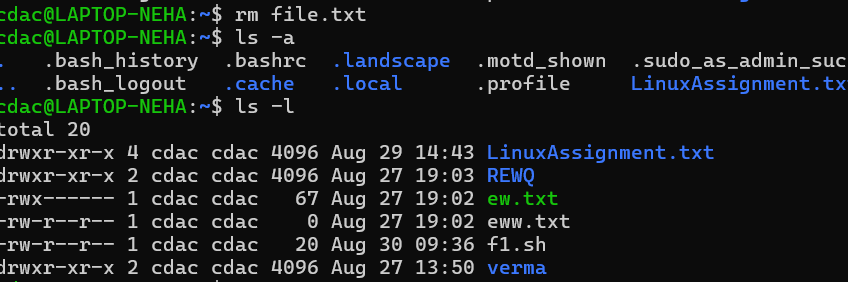 cdac@LAPTOP-NEHA:~$ rm file.txt
cdac@LAPTOP-NEHA:~$ ls -a
. .bash_history .bashrc .landscape .motd_shown .sudo_as_admin_suc
.. .bash_logout .cache .local .profile LinuxAssignment.tx
cdac@LAPTOP-NEHA:~$ ls -l
total 20
drwxr-xr-x 4 cdac cdac 4096 Aug 29 14:43 LinuxAssignment.txt
drwxr-xr-x 2 cdac cdac 4096 Aug 27 19:03 REWQ
-rwx------ 1 cdac cdac 67 Aug 27 19:02 ew.txt
-rw-r--r-- 1 cdac cdac 0 Aug 27 19:02 eww.txt
-rw-r--r-- 1 cdac cdac 20 Aug 30 09:36 f1.sh
drwxr-xr-x 2 cdac cdac 4096 Aug 27 13:50 verma